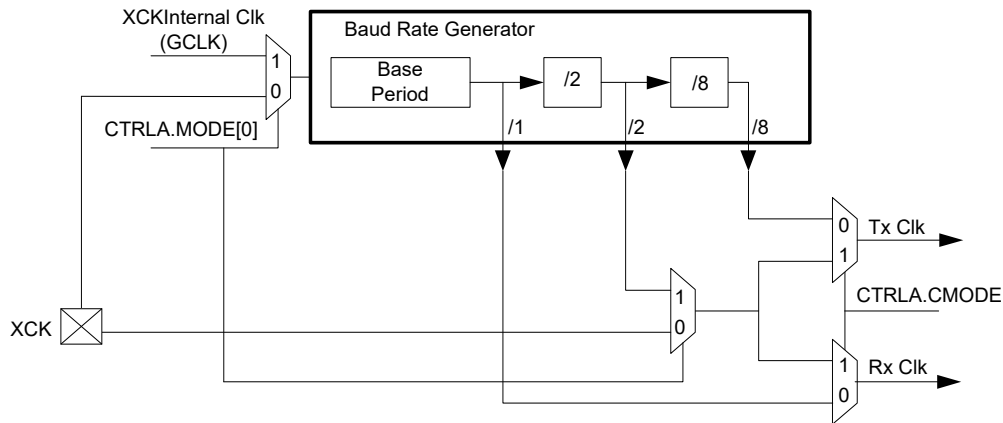 XCKInternal Clk
(GCLK)
Baud Rate Generator
1
0
Base
Period
/2
/8
CTRLA.MODE[0]
/1
/2
/8
0
1
Tx Clk
CTRLA.CMODE
1
0
XCK
1
0
Rx Clk